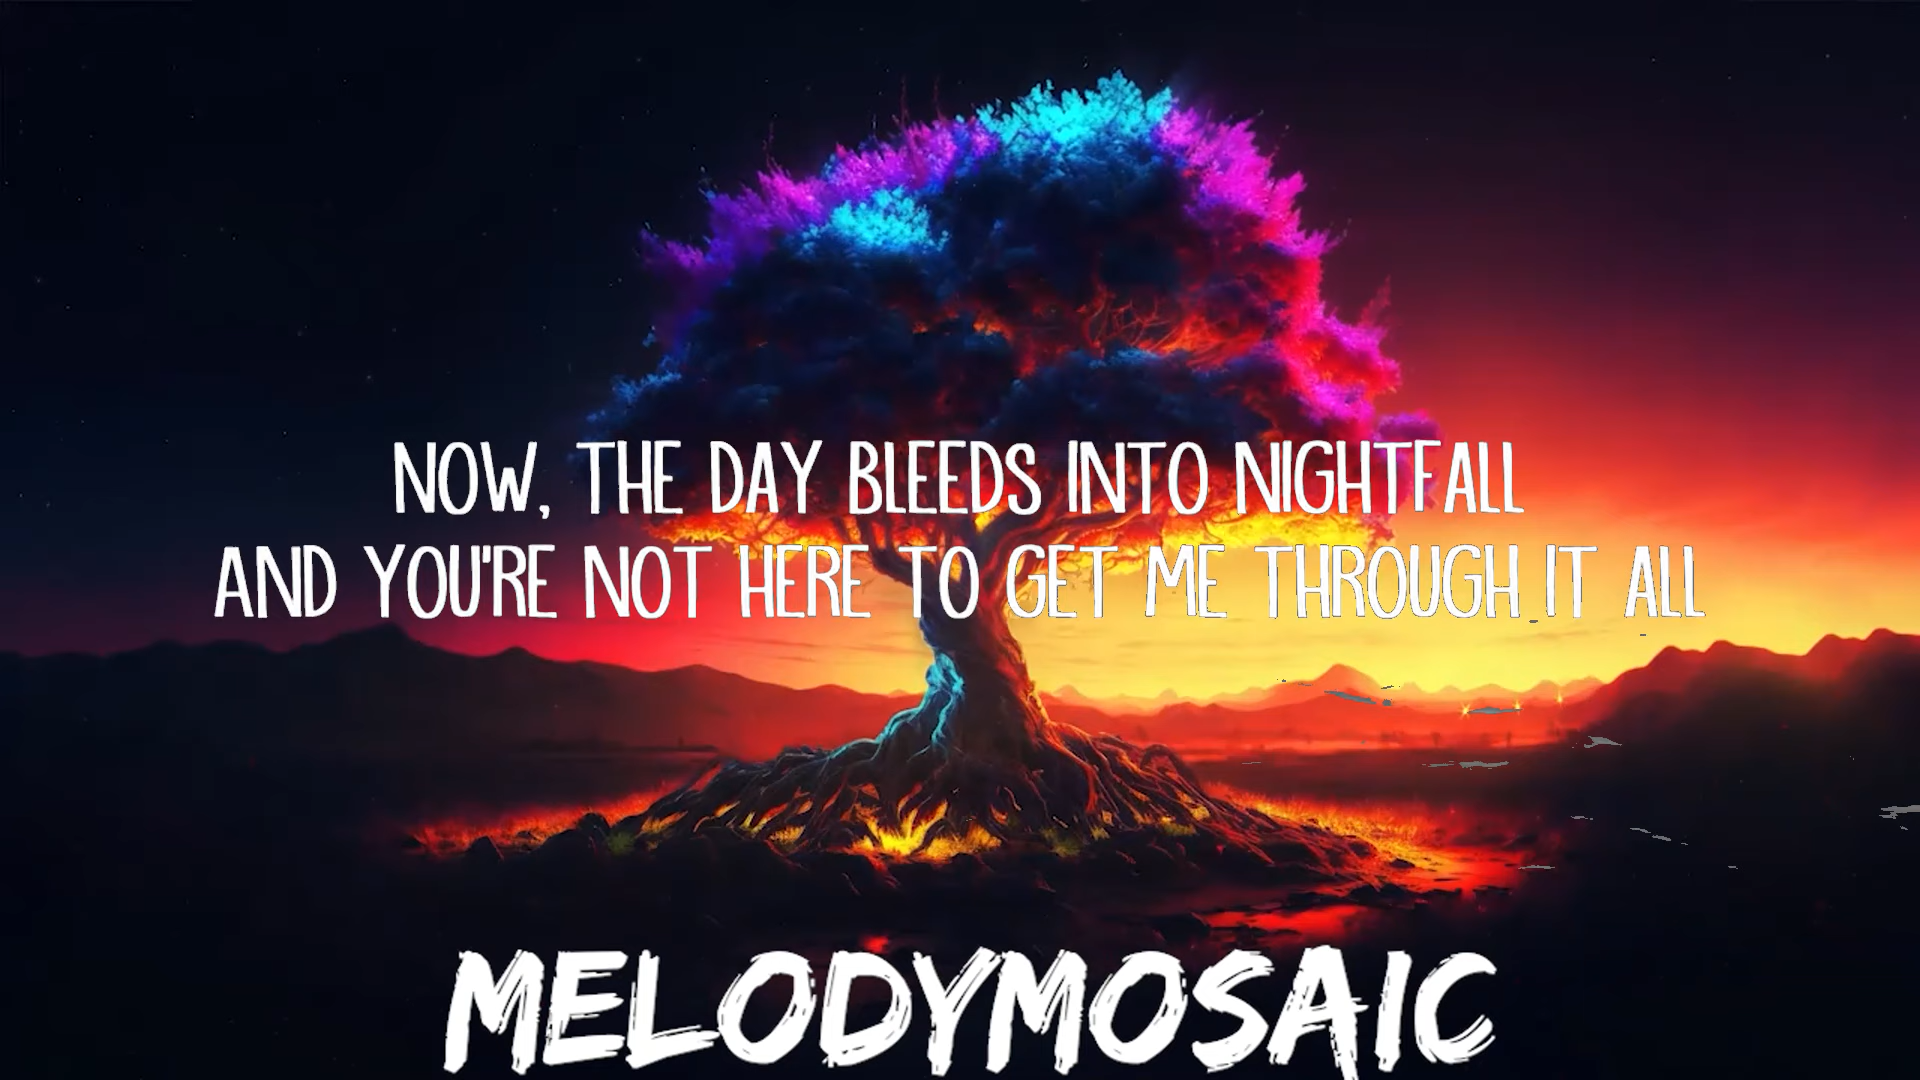 NOW, THE DAY BLEEDS INTO NIGHTFALL
AND YOU'RE NOT HERE TO GET ME THROUGH IT ALL
MELODYMOSAIC